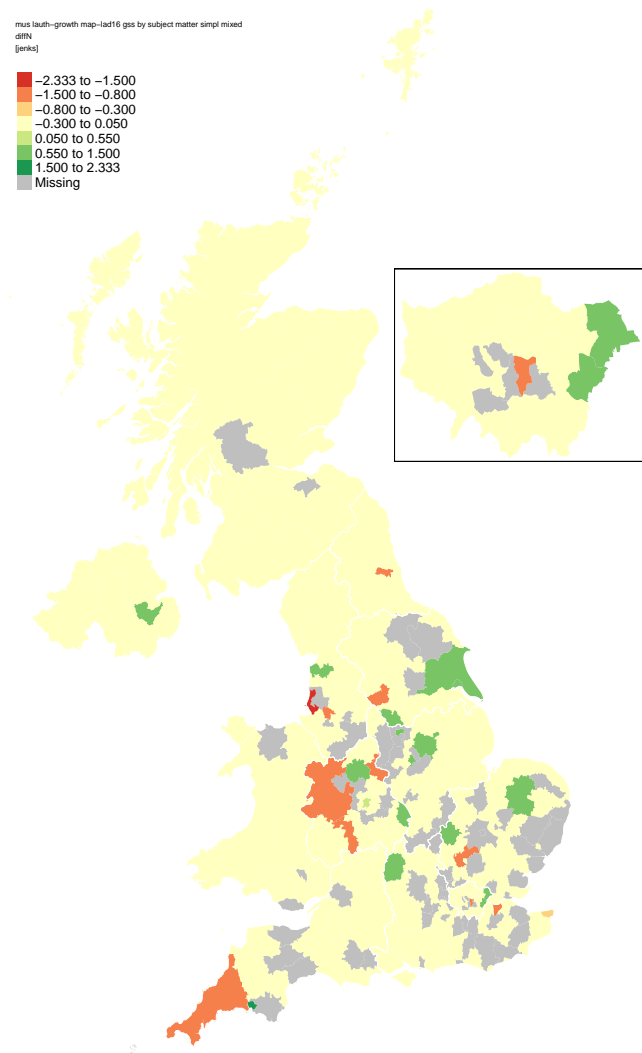 mus lauth−growth map−lad16 gss by subject matter simpl mixed
diffN
[jenks]
−2.333 to −1.500
−1.500 to −0.800
−0.800 to −0.300
−0.300 to 0.050
0.050 to 0.550
0.550 to 1.500
1.500 to 2.333
Missing